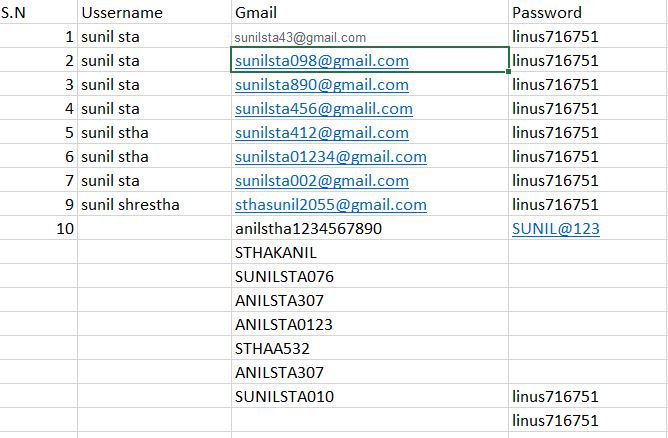 S.N Ussername Gmail Password
1 sunil sta sunilsta43@gmail.com linus716751
2 sunil sta sunilsta098@gmail.com linus716751
3 sunil sta sunilsta890@gmail.com linus716751
4 sunil sta sunilsta456@gmalil.com linus716751
5 sunil stha sunilsta412@gmail.com linus716751
6 sunil stha sunilsta01234@gmail.com linus716751
7 sunil sta sunilsta002@gmail.com linus716751
9 sunil shrestha sthasunil2055@gmail.com linus716751
10 anilstha1234567890 SUNIL@123
STHAKANIL
SUNILSTA076
ANILSTA307
ANILSTA0123
STHAA532
ANILSTA307
SUNILSTA010 linus716751
linus716751